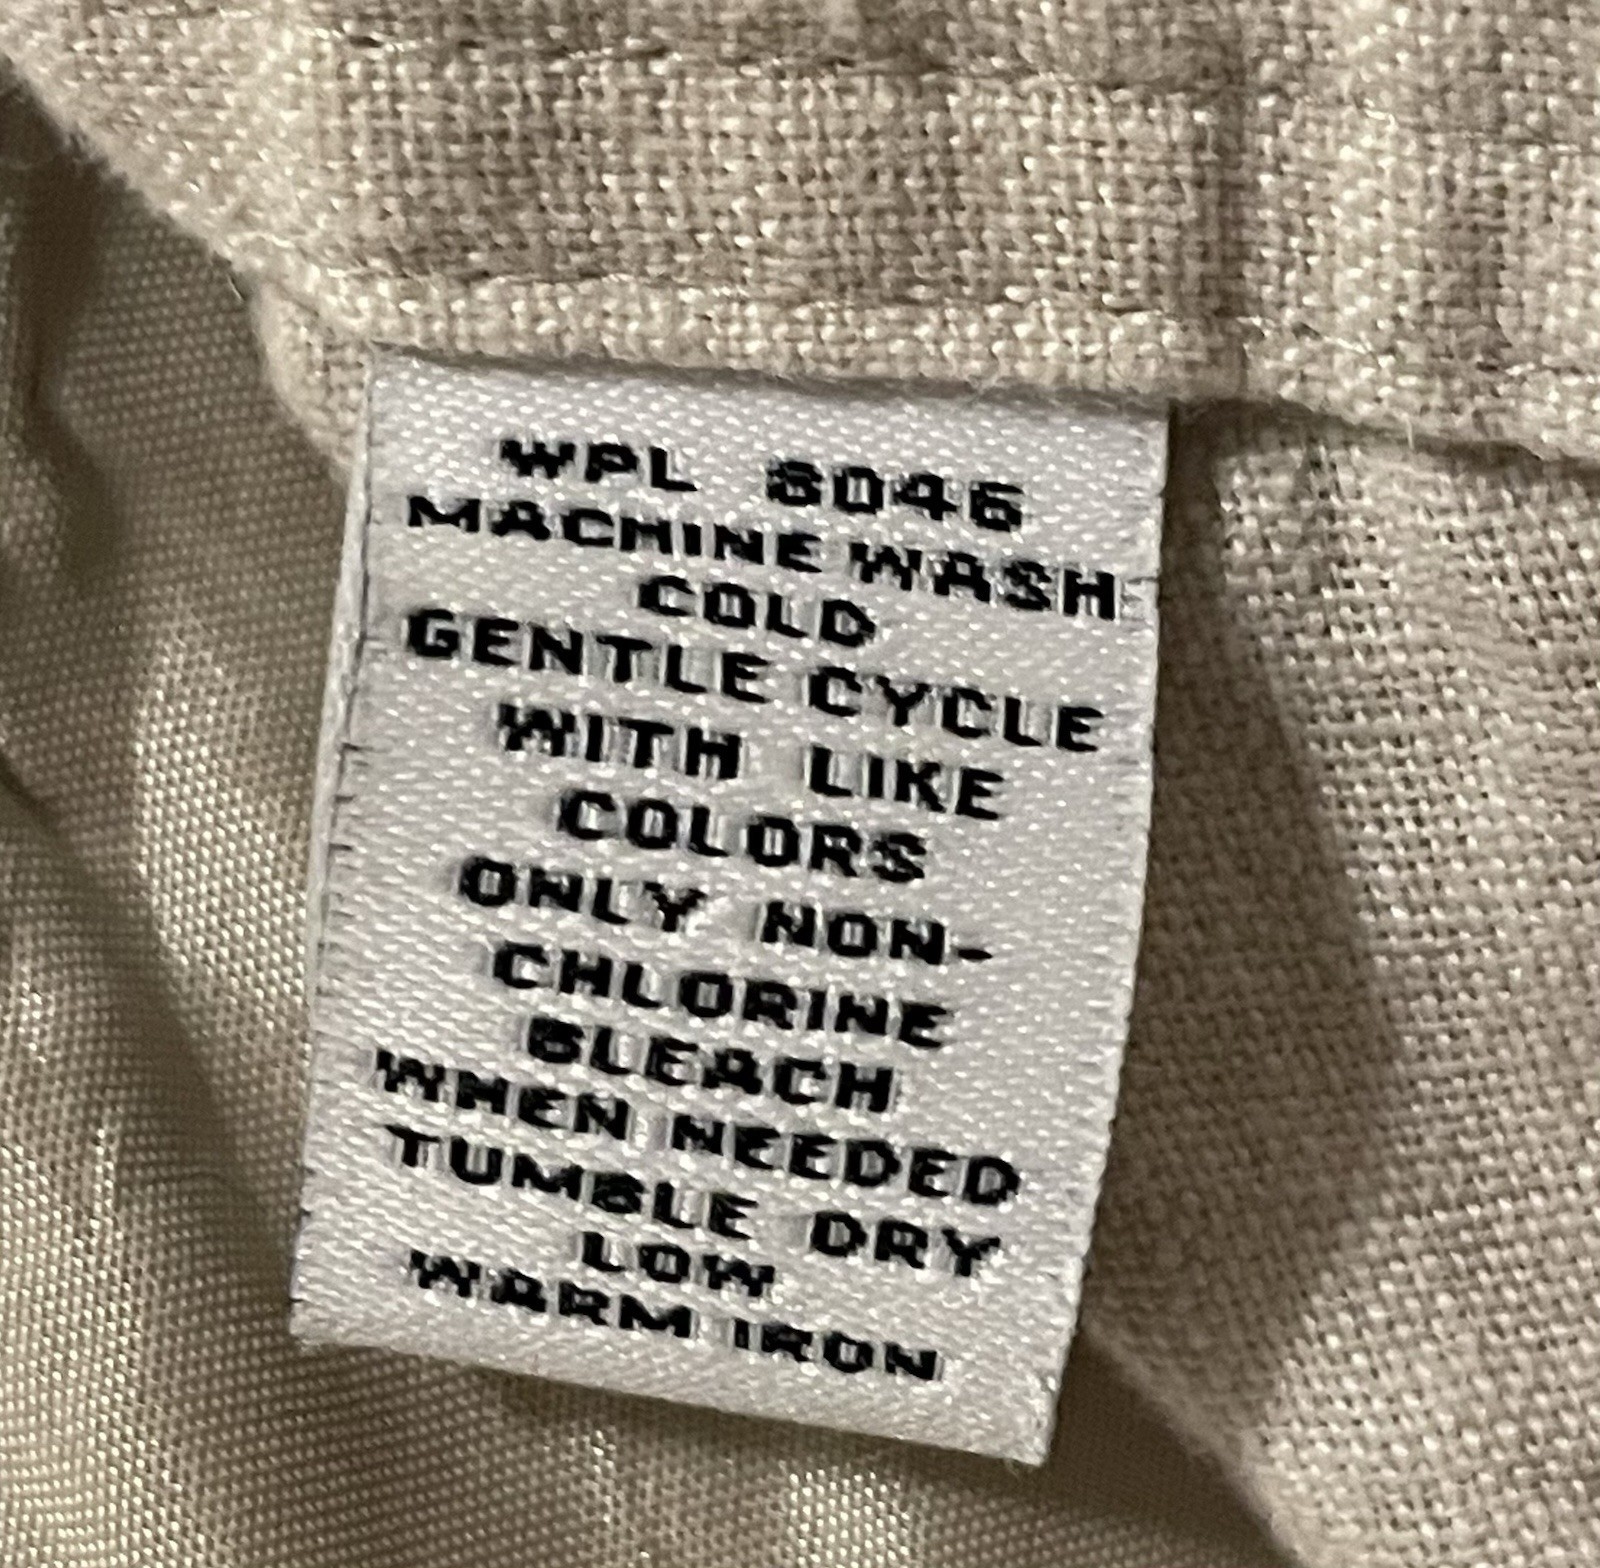 WPL 8046
MACHINE WASH
COLD
GENTLE CYCLE
WITH LIKE
COLORS
ONLY NON-
CHLORINE
BLEACH
WHEN NEEDED
TUMBLE DRY
LOW
WARM IRON